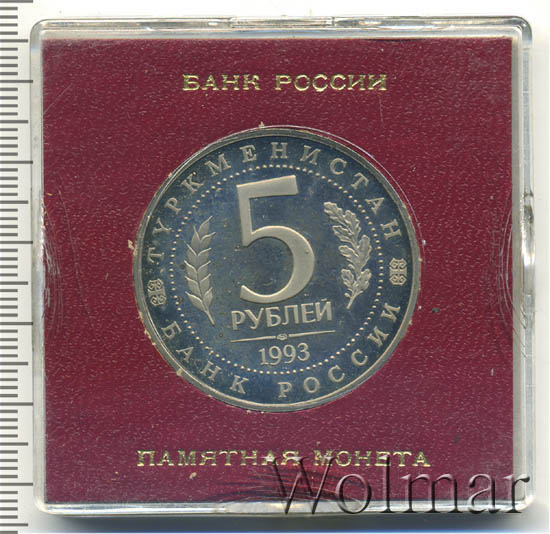 БАНК РОССИИ
ТУРКМЕНИСТАН
5
РУБЛЕЙ
1993
БАНК РОССИИ
ПАМЯТНАЯ МОНЕТА
Wolmar